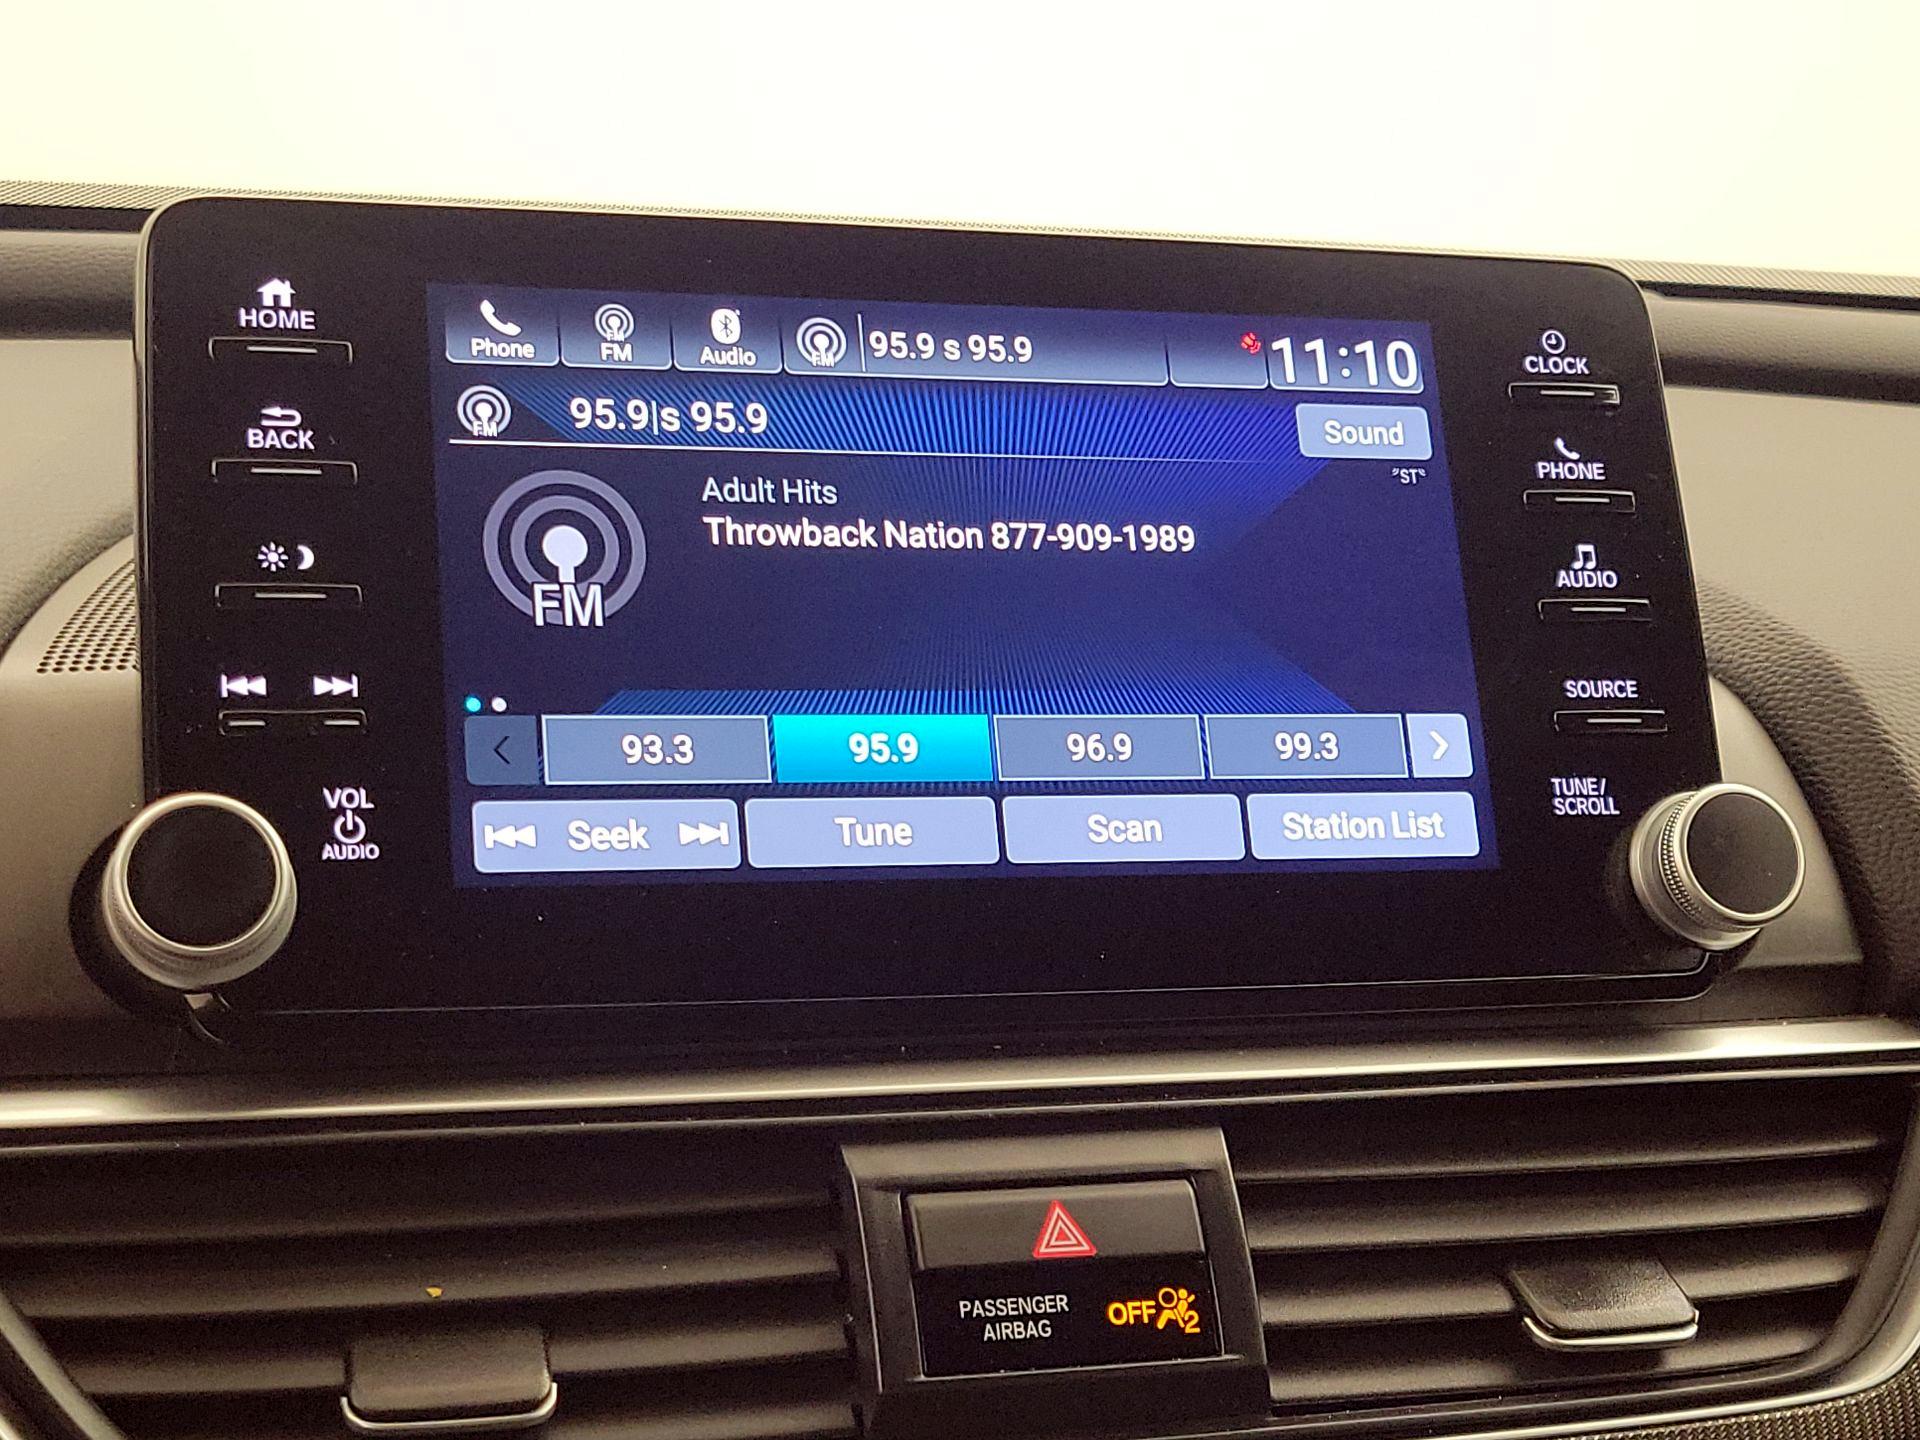 HOME
BACK
VOL
AUDIO
Phone
FM
FM
Audio
FM
95.9 s 95.9
11:10
FM
95.9|s 95.9
Sound
"ST"
FM
Adult Hits
Throwback Nation 877-909-1989
93.3
95.9
96.9
99.3
Seek
Tune
Scan
Station List
CLOCK
PHONE
AUDIO
SOURCE
TUNE/
SCROLL
PASSENGER
AIRBAG
OFF
2